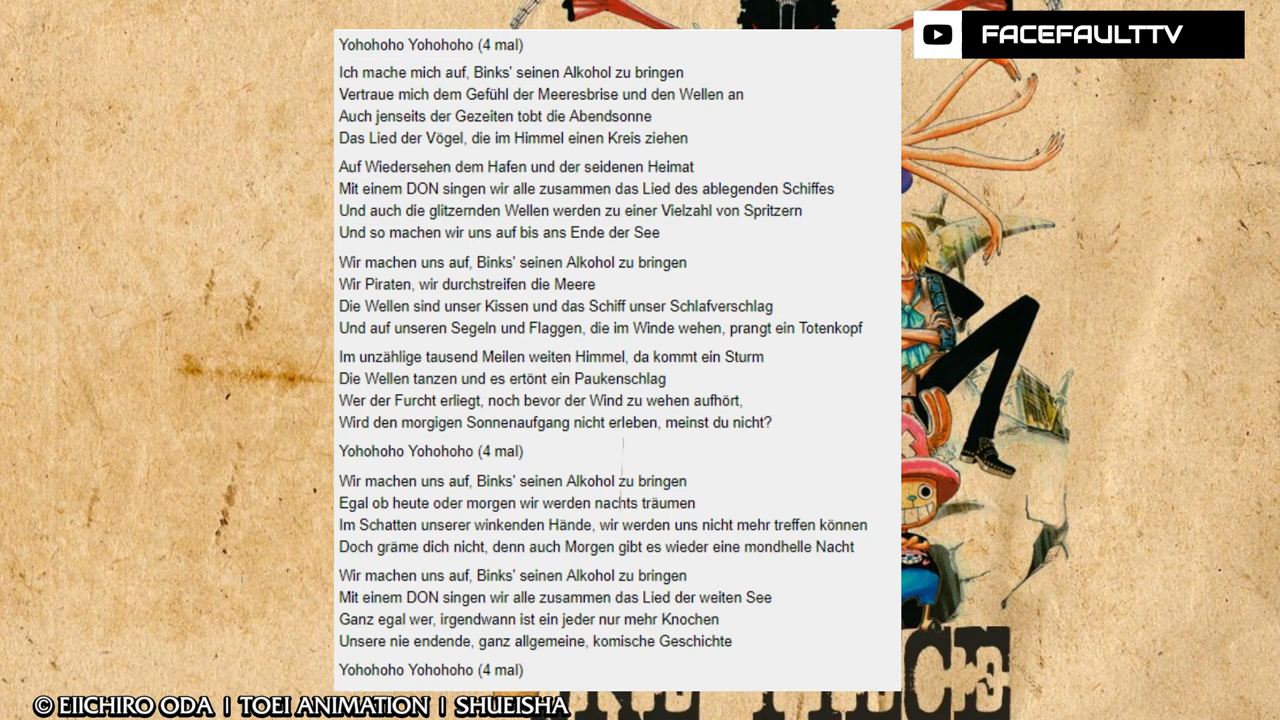 FACEFAULTTV
Yohohoho Yohohoho (4 mal)
Ich mache mich auf, Binks' seinen Alkohol zu bringen
Vertraue mich dem Gefühl der Meeresbrise und den Wellen an
Auch jenseits der Gezeiten tobt die Abendsonne
Das Lied der Vögel, die im Himmel einen Kreis ziehen
Auf Wiedersehen dem Hafen und der seidenen Heimat
Mit einem DON singen wir alle zusammen das Lied des ablegenden Schiffes
Und auch die glitzernden Wellen werden zu einer Vielzahl von Spritzern
Und so machen wir uns auf bis ans Ende der See
Wir machen uns auf, Binks' seinen Alkohol zu bringen
Wir Piraten, wir durchstreifen die Meere
Die Wellen sind unser Kissen und das Schiff unser Schlafverschlag
Und auf unseren Segeln und Flaggen, die im Winde wehen, prangt ein Totenkopf
Im unzählige tausend Meilen weiten Himmel, da kommt ein Sturm
Die Wellen tanzen und es ertönt ein Paukenschlag
Wer der Furcht erliegt, noch bevor der Wind zu wehen aufhört,
Wird den morgigen Sonnenaufgang nicht erleben, meinst du nicht?
Yohohoho Yohohoho (4 mal)
Wir machen uns auf, Binks' seinen Alkohol zu bringen
Egal ob heute oder morgen wir werden nachts träumen
Im Schatten unserer winkenden Hände, wir werden uns nicht mehr treffen können
Doch gräme dich nicht, denn auch Morgen gibt es wieder eine mondhelle Nacht
Wir machen uns auf, Binks' seinen Alkohol zu bringen
Mit einem DON singen wir alle zusammen das Lied der weiten See
Ganz egal wer, irgendwann ist ein jeder nur mehr Knochen
Unsere nie endende, ganz allgemeine, komische Geschichte
Yohohoho Yohohoho (4 mal)
© EIICHIRO ODA | TOEI ANIMATION | SHUEISHA